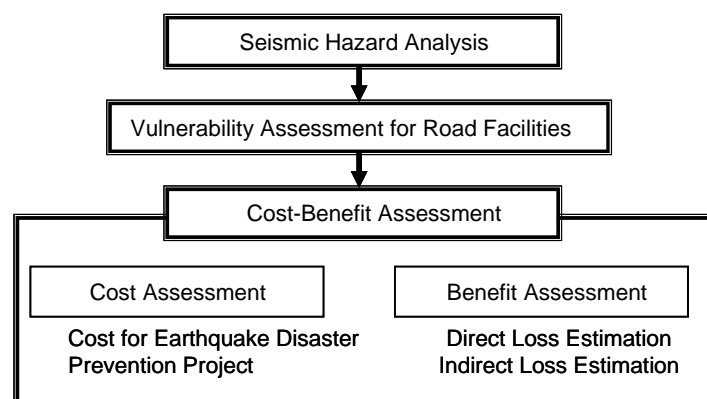 Seismic Hazard Analysis
Vulnerability Assessment for Road Facilities
Cost-Benefit Assessment
Cost Assessment
Cost for Earthquake Disaster
Prevention Project
Benefit Assessment
Direct Loss Estimation
Indirect Loss Estimation